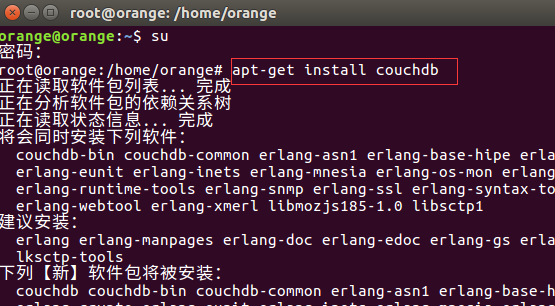 root@orange: /home/orange
orange@orange:~$ su
密码：
root@orange:/home/orange# apt-get install couchdb
正在读取软件包列表... 完成
正在分析软件包的依赖关系树
正在读取状态信息... 完成
将会同时安装下列软件：
couchdb-bin couchdb-common erlang-asn1 erlang-base-hipe erla
erlang-eunit erlang-inets erlang-mnesia erlang-os-mon erlang
erlang-runtime-tools erlang-snmp erlang-ssl erlang-syntax-to
erlang-webtool erlang-xmerl libmozjs185-1.0 libsctp1
建议安装：
erlang erlang-manpages erlang-doc erlang-edoc erlang-gs erla
lksctp-tools
下列【新】软件包将被安装：
couchdb couchdb-bin couchdb-common erlang-asn1 erlang-base-h